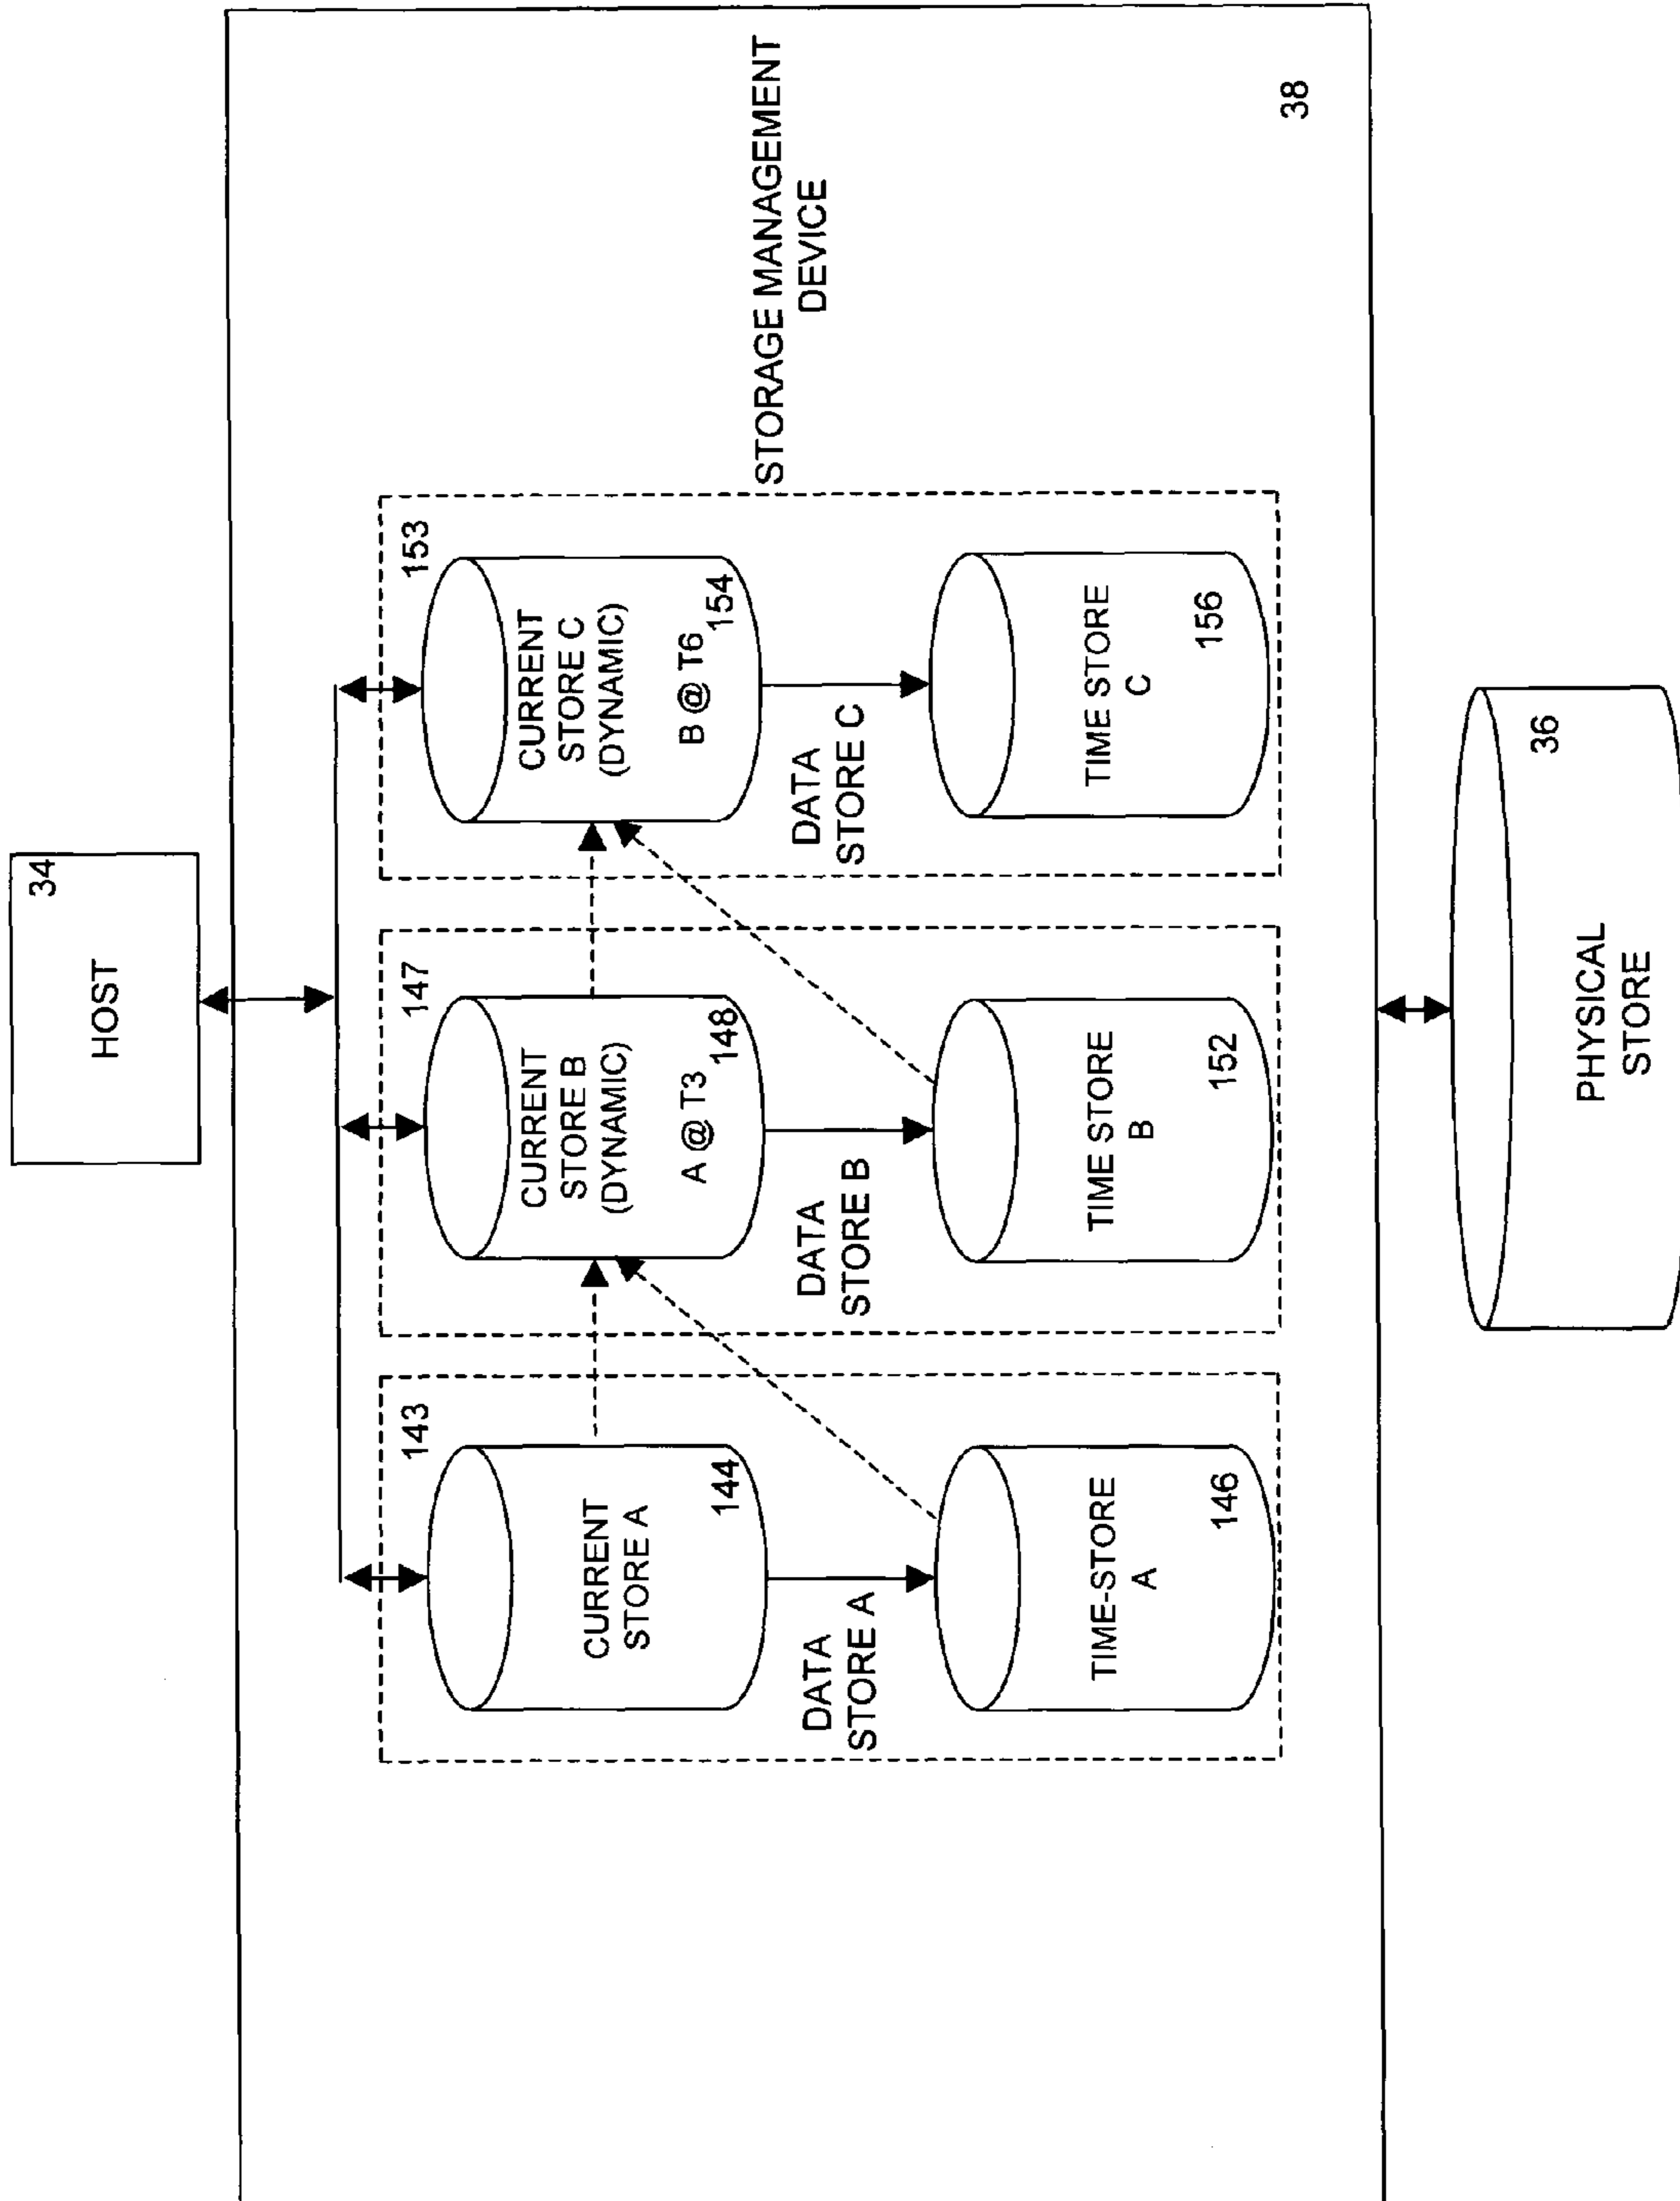 34
HOST
STORAGE MANAGEMENT
DEVICE
38
143
CURRENT
STORE A
144
DATA
STORE A
TIME-STORE
A
146
147
CURRENT
STORE B
(DYNAMIC)
A @ T3
148
DATA
STORE B
TIME STORE
B
152
153
CURRENT
STORE C
(DYNAMIC)
B @ T6
154
DATA
STORE C
TIME STORE
C
156
36
PHYSICAL
STORE